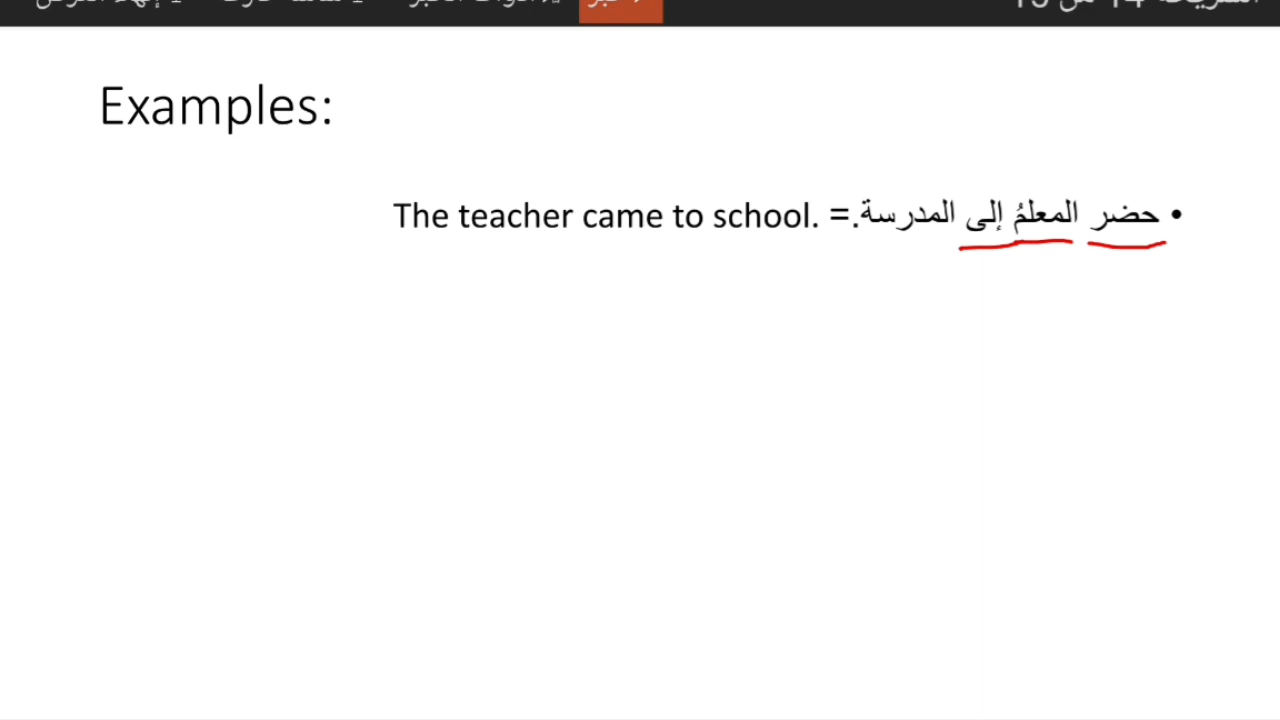 Examples:
• حضر المعلمُ إلى المدرسة.= The teacher came to school.